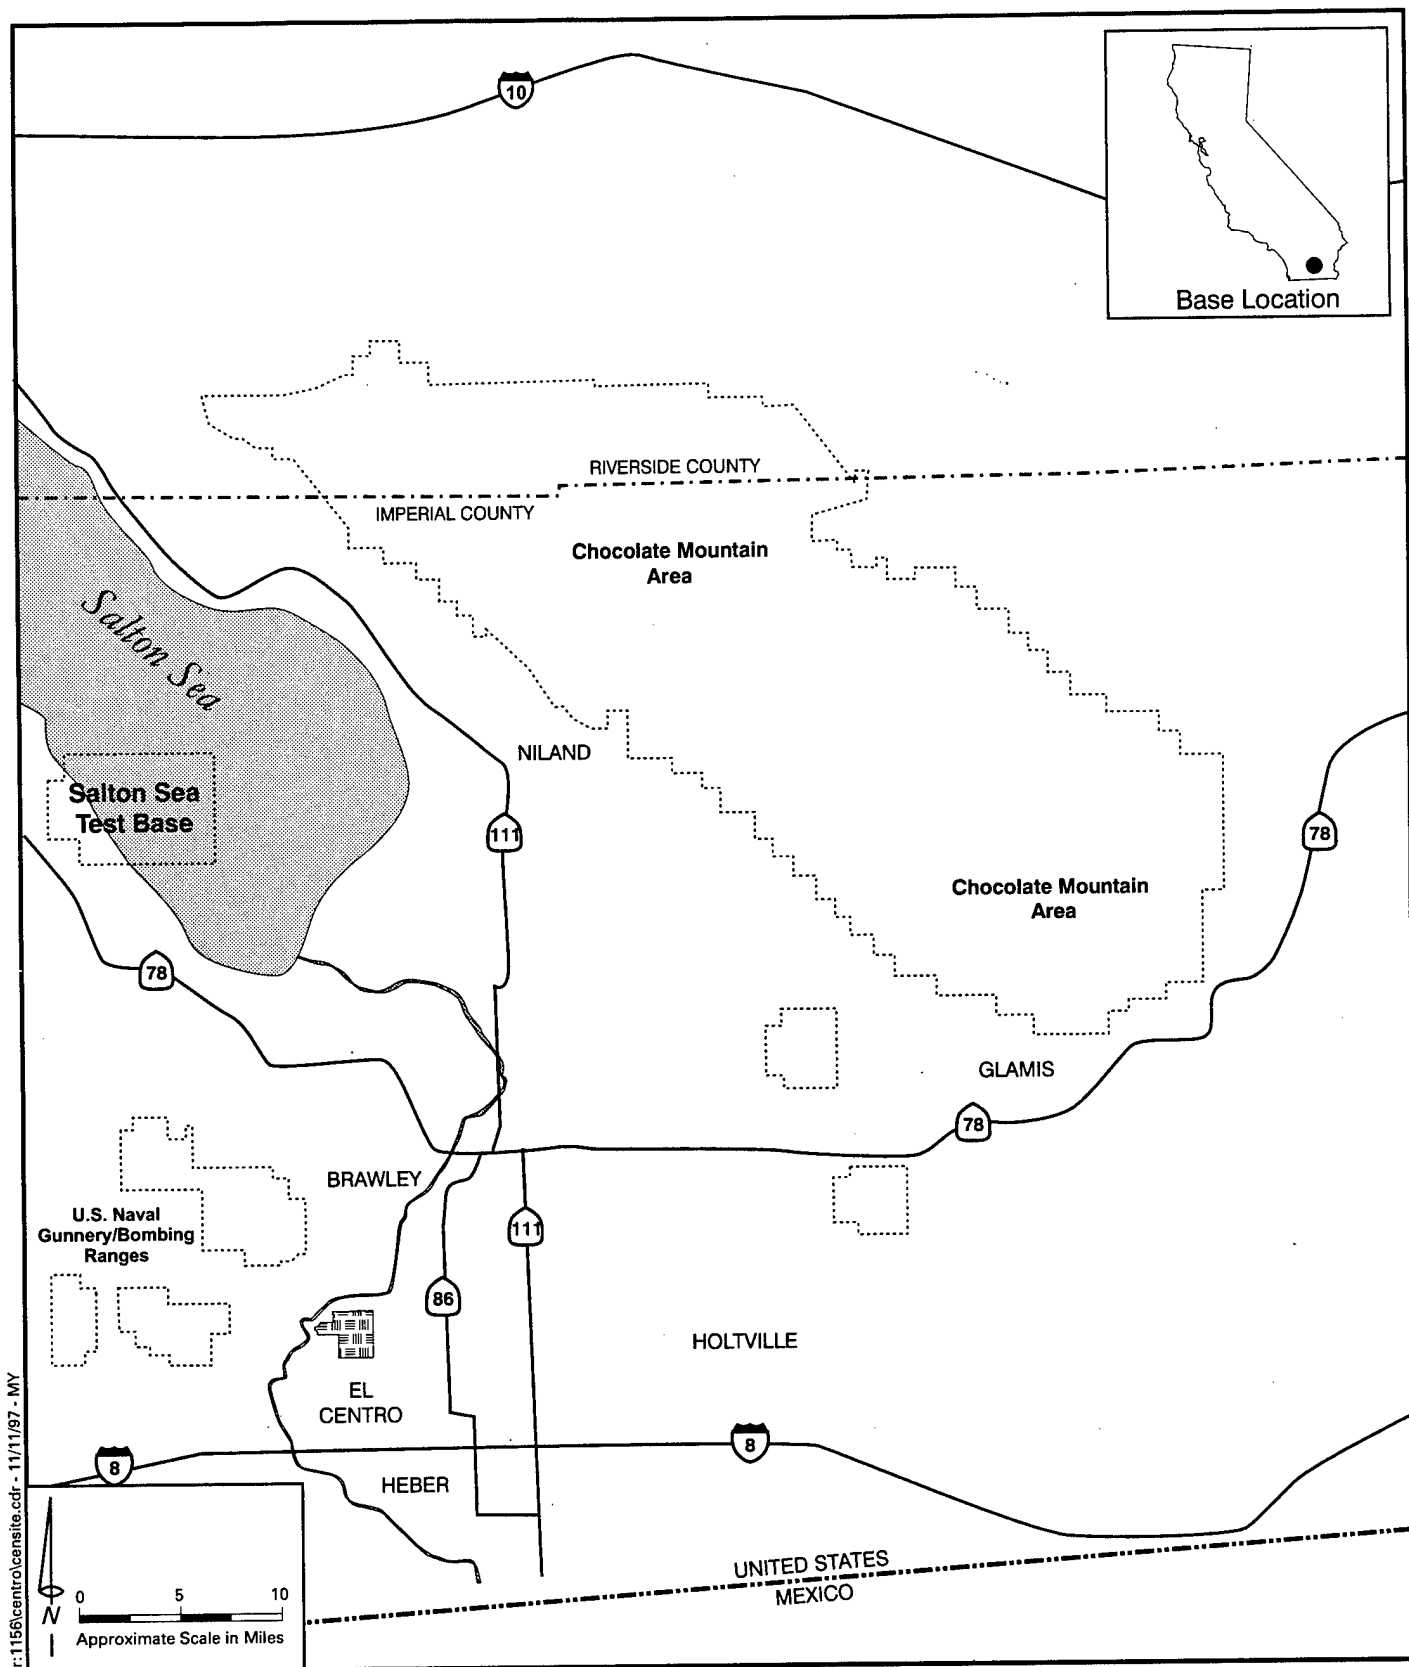 10
Base Location
RIVERSIDE COUNTY
IMPERIAL COUNTY
Chocolate Mountain
Area
Salton Sea
NILAND
Salton Sea
Test Base
111
78
Chocolate Mountain
Area
78
GLAMIS
78
BRAWLEY
U.S. Naval
Gunnery/Bombing
Ranges
111
86
HOLTVILLE
EL
CENTRO
8
8
HEBER
UNITED STATES
MEXICO
0 5 10
N
Approximate Scale in Miles
r:1156\centro\censite.cdr - 11/11/97 - MY